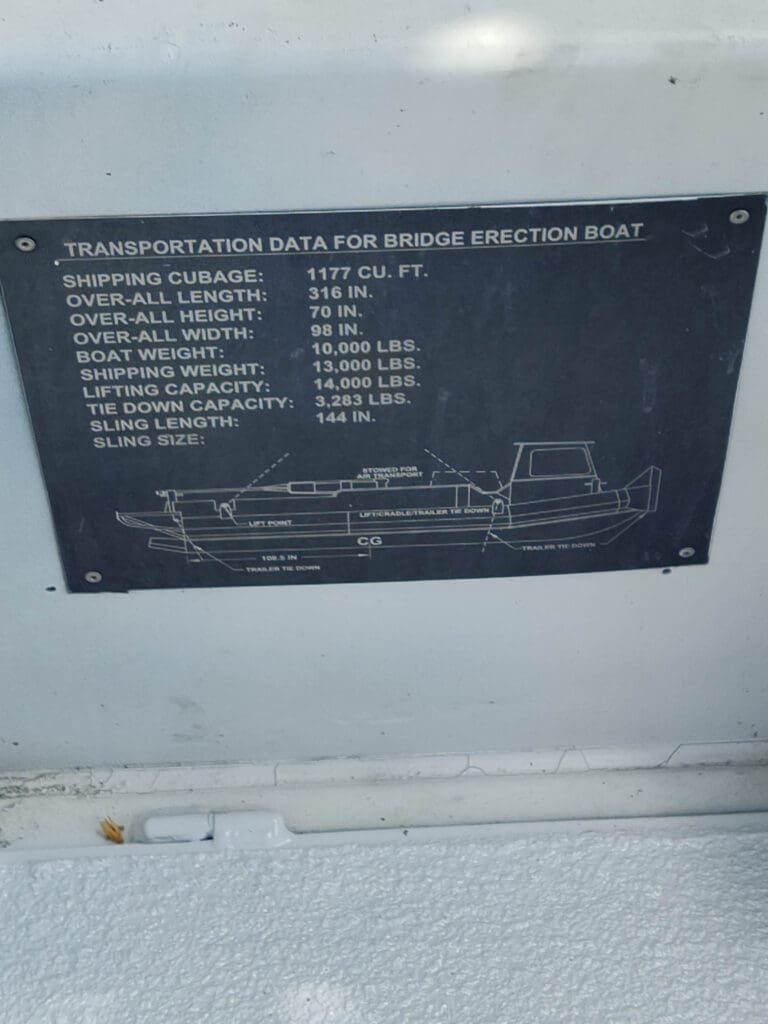 TRANSPORTATION DATA FOR BRIDGE ERECTION BOAT
SHIPPING CUBAGE: 1177 CU. FT.
OVER-ALL LENGTH: 316 IN.
OVER-ALL HEIGHT: 70 IN.
OVER-ALL WIDTH: 98 IN.
BOAT WEIGHT: 10,000 LBS.
SHIPPING WEIGHT: 13,000 LBS.
LIFTING CAPACITY: 14,000 LBS.
TIE DOWN CAPACITY: 3,283 LBS.
SLING LENGTH: 144 IN.
SLING SIZE:
STOWED FOR
AIR TRANSPORT
LIFT/CRADLE/TRAILER TIE DOWN
LIFT POINT
CG
TRAILER TIE DOWN
108.5 IN
TRAILER TIE DOWN